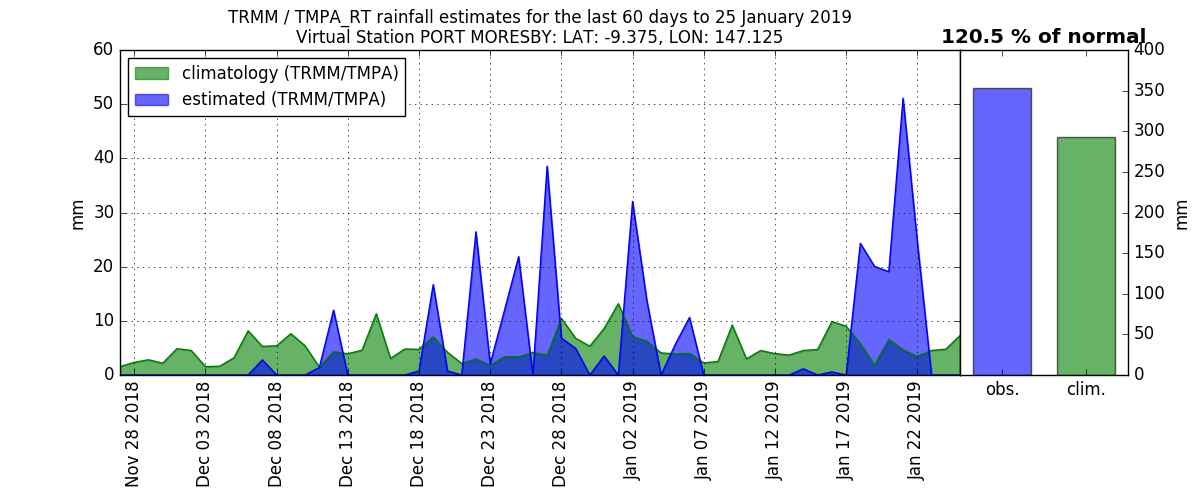 TRMM / TMPA_RT rainfall estimates for the last 60 days to 25 January 2019
Virtual Station PORT MORESBY: LAT: -9.375, LON: 147.125
120.5 % of normal
climatology (TRMM/TMPA)
estimated (TRMM/TMPA)
60
50
40
30
20
10
0
mm
Nov 28 2018
Dec 03 2018
Dec 08 2018
Dec 13 2018
Dec 18 2018
Dec 23 2018
Dec 28 2018
Jan 02 2019
Jan 07 2019
Jan 12 2019
Jan 17 2019
Jan 22 2019
obs.
clim.
400
350
300
250
200
150
100
50
0
mm